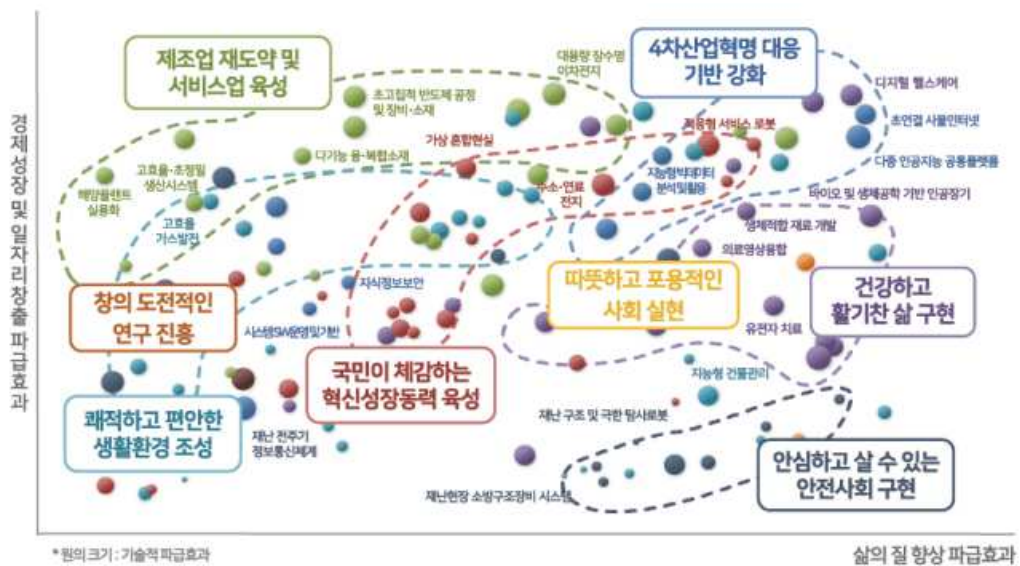 경제성장 및 일자리창출 파급효과
제조업 재도약 및
서비스업 육성
대용량 장수명
이차전지
4차산업혁명 대응
기반 강화
디지털 헬스케어
초고집적 반도체 공정
및 장비·소재
초연결 사물인터넷
가상 혼합현실
적응형 서비스 로봇
다기능 융·복합소재
다중 인공지능 공통플랫폼
고효율·초정밀
생산시스템
지능형빅데이터
분석및활용
해양플랜트
실용화
수소·연료
전지
바이오 및 생체공학 기반 인공장기
고효율
가스발전
생체적합 재료 개발
의료영상융합
창의 도전적인
연구 진흥
지식정보보안
따뜻하고 포용적인
사회 실현
건강하고
활기찬 삶 구현
시스템SW운영및기반
유전자 치료
국민이 체감하는
혁신성장동력 육성
지능형 건물관리
쾌적하고 편안한
생활환경 조성
재난 전주기
정보통신체계
재난 구조 및 극한 탐사로봇
안심하고 살 수 있는
안전사회 구현
재난현장 소방구조장비 시스템
* 원의 크기 : 기술적 파급효과
삶의 질 향상 파급효과